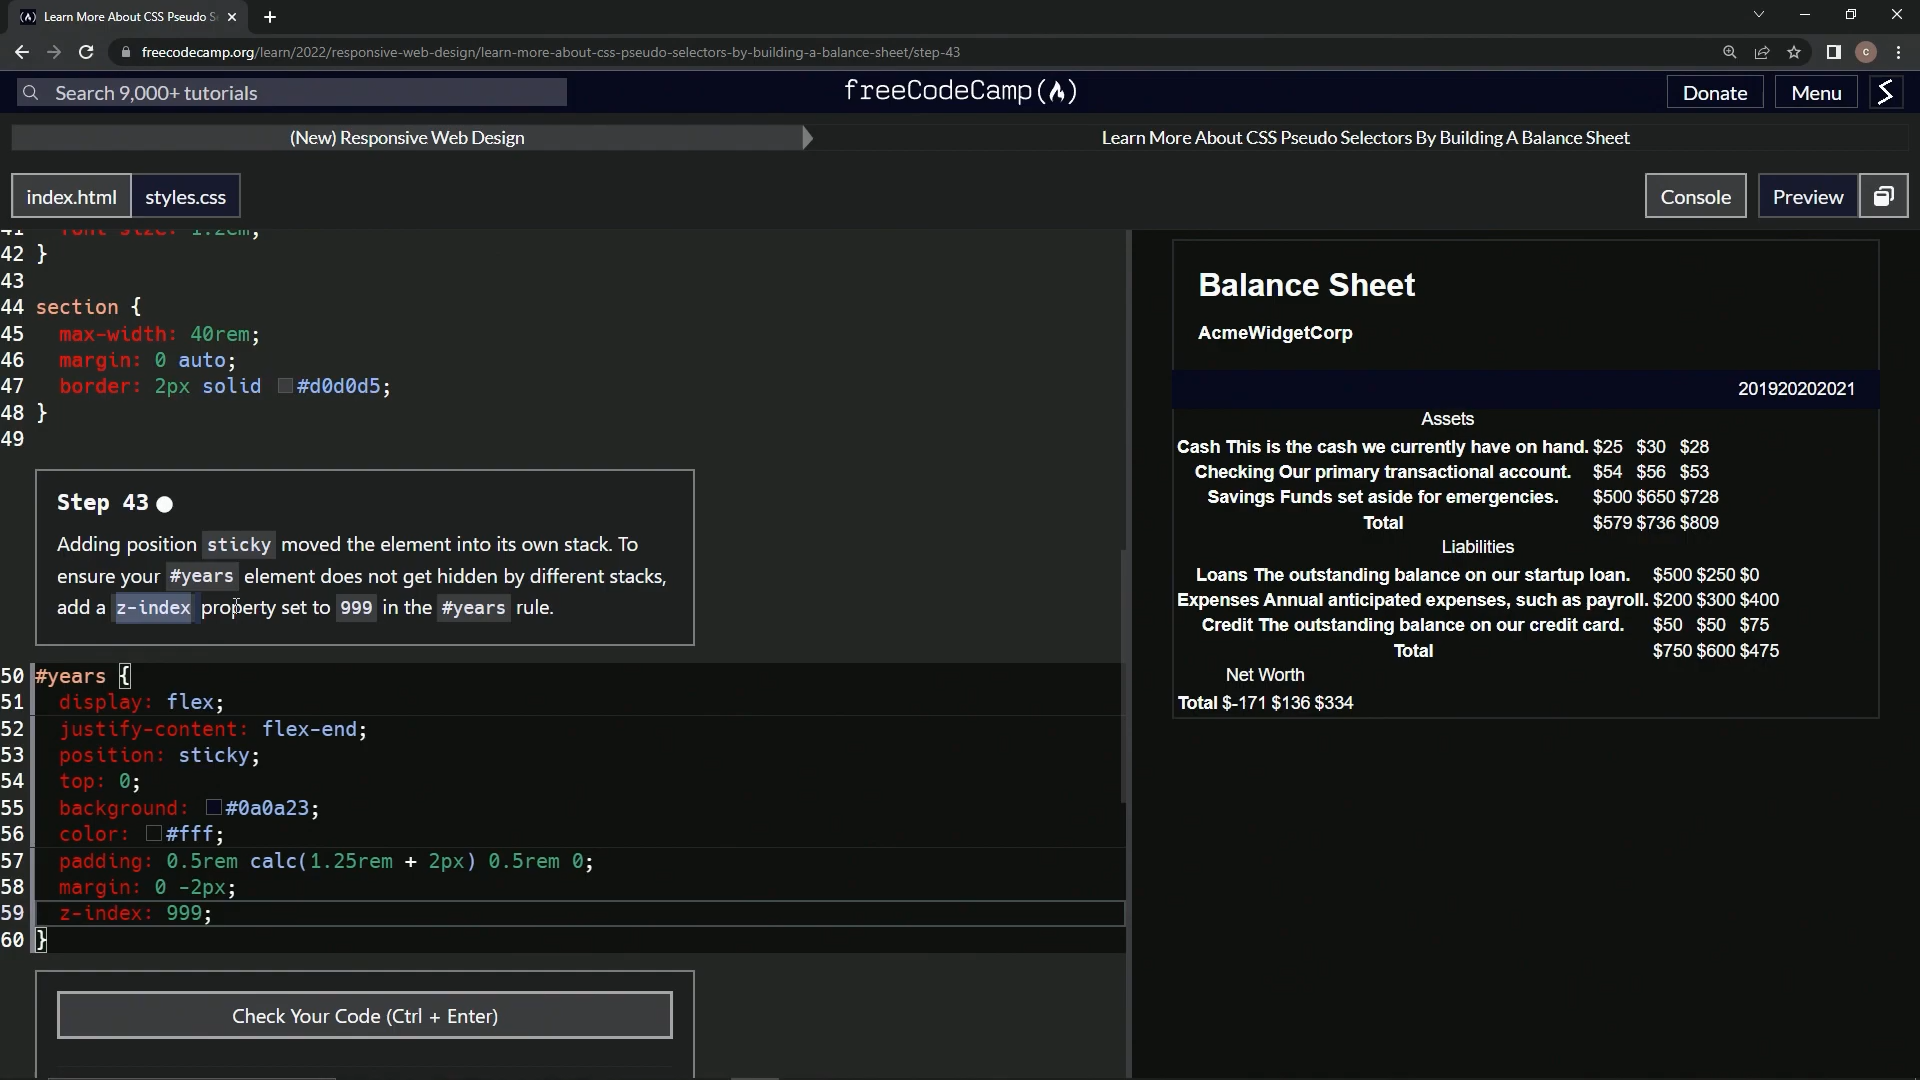 Learn More About CSS Pseudo S
freecodecamp.org/learn/2022/responsive-web-design/learn-more-about-css-pseudo-selectors-by-building-a-balance-sheet/step-43
C
Search 9,000+ tutorials
freeCodeCamp
Donate
Menu
(New) Responsive Web Design
Learn More About CSS Pseudo Selectors By Building A Balance Sheet
index.html
styles.css
Console
Preview
41 font-size: 1.2em;
42 }
43
44 section {
45 max-width: 40rem;
46 margin: 0 auto;
47 border: 2px solid #d0d0d5;
48 }
49
Step 43
Adding position sticky moved the element into its own stack. To
ensure your #years element does not get hidden by different stacks,
add a z-index property set to 999 in the #years rule.
50 #years {
51 display: flex;
52 justify-content: flex-end;
53 position: sticky;
54 top: 0;
55 background: #0a0a23;
56 color: #fff;
57 padding: 0.5rem calc(1.25rem + 2px) 0.5rem 0;
58 margin: 0 -2px;
59 z-index: 999;
60 }
Check Your Code (Ctrl + Enter)
Balance Sheet
AcmeWidgetCorp
201920202021
Assets
Cash This is the cash we currently have on hand. $25 $30 $28
Checking Our primary transactional account. $54 $56 $53
Savings Funds set aside for emergencies. $500 $650 $728
Total $579 $736 $809
Liabilities
Loans The outstanding balance on our startup loan. $500 $250 $0
Expenses Annual anticipated expenses, such as payroll. $200 $300 $400
Credit The outstanding balance on our credit card. $50 $50 $75
Total $750 $600 $475
Net Worth
Total $-171 $136 $334